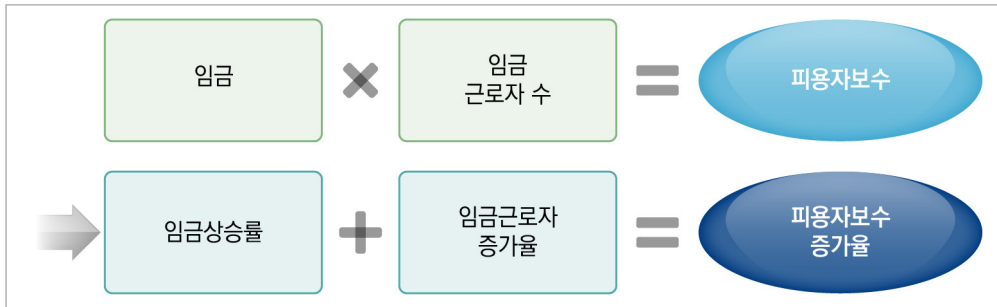 임금
×
임금
근로자 수
=
피용자보수
임금상승률
+
임금근로자
증가율
=
피용자보수
증가율